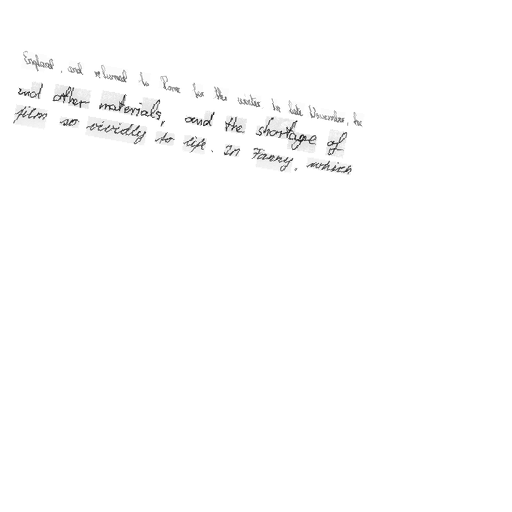 England, and returned to Rome for the winter in late November, he
and other materials, and the shortage of
film so vividly to life. In Fanny, which